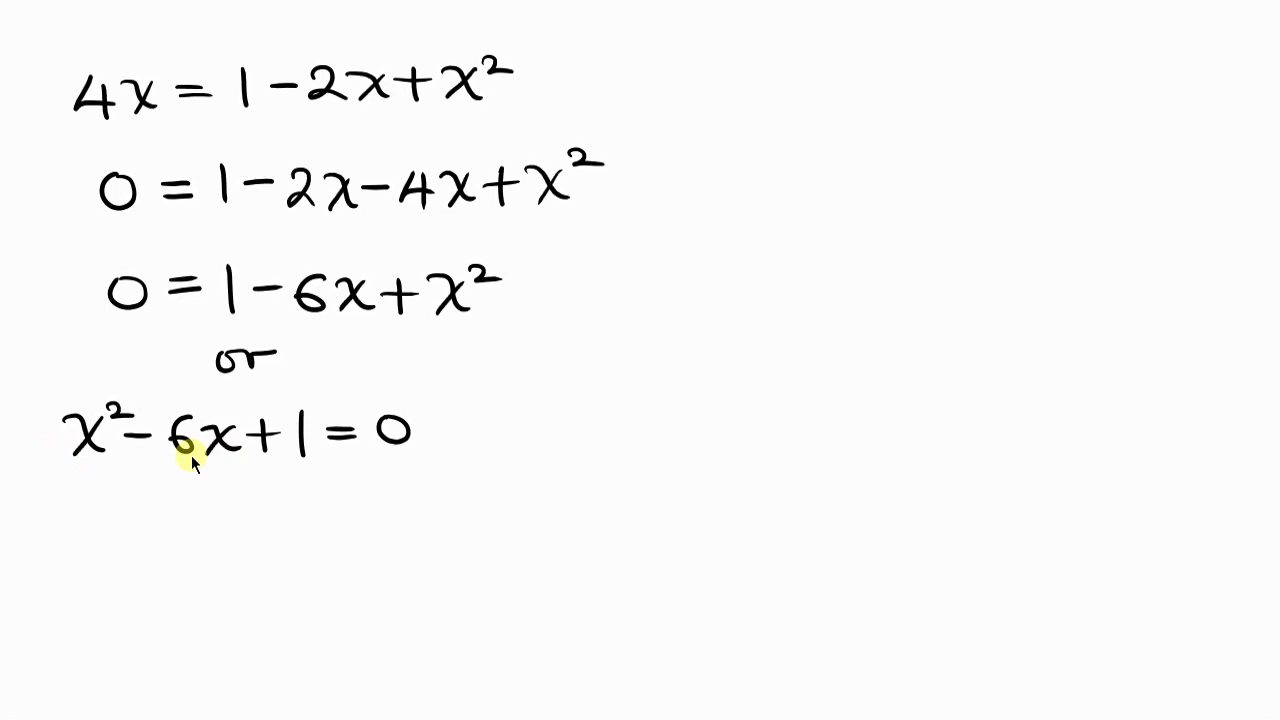 4x = 1 - 2x + x²
0 = 1 - 2x - 4x + x²
0 = 1 - 6x + x²
or
x² - 6x + 1 = 0